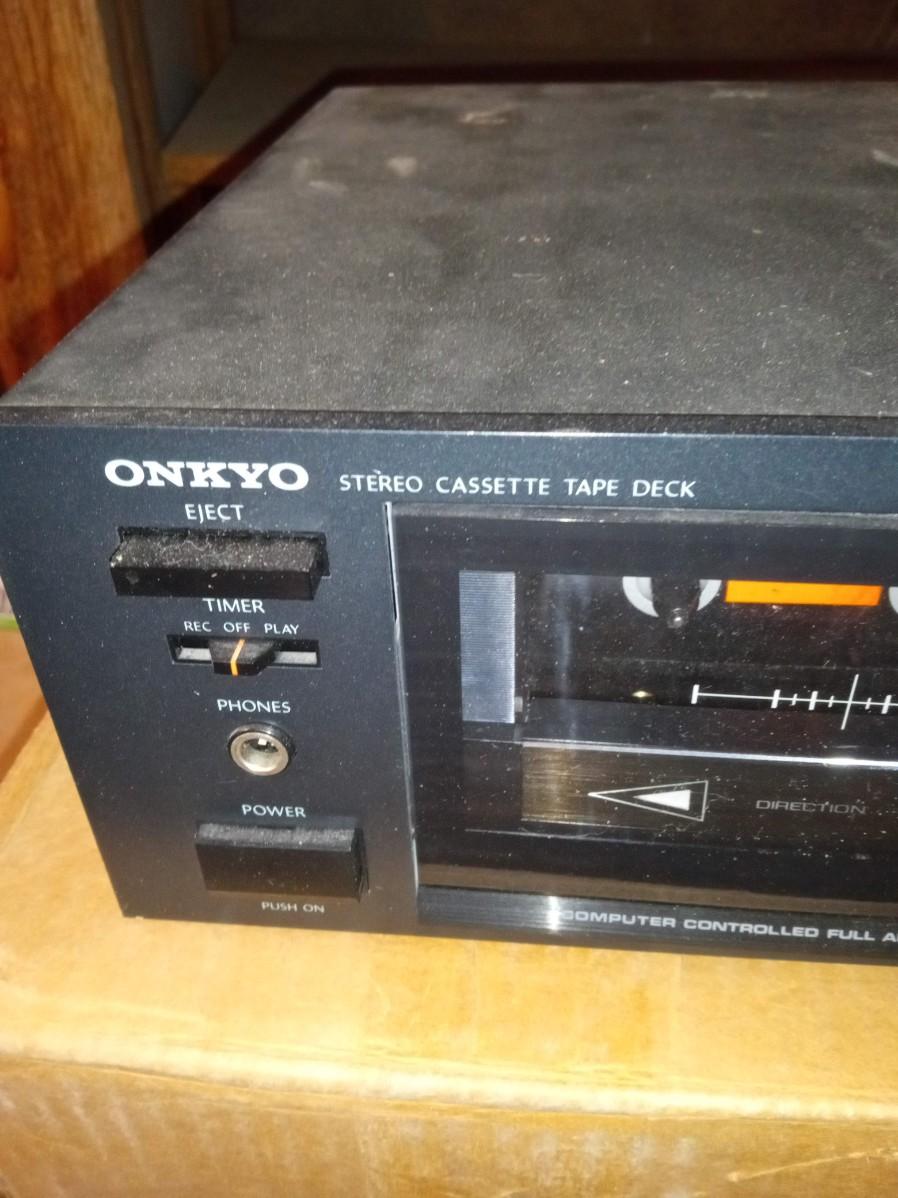 ONKYO STEREO CASSETTE TAPE DECK
EJECT
TIMER
REC OFF PLAY
PHONES
DIRECTION
POWER
PUSH ON
COMPUTER CONTROLLED FULL